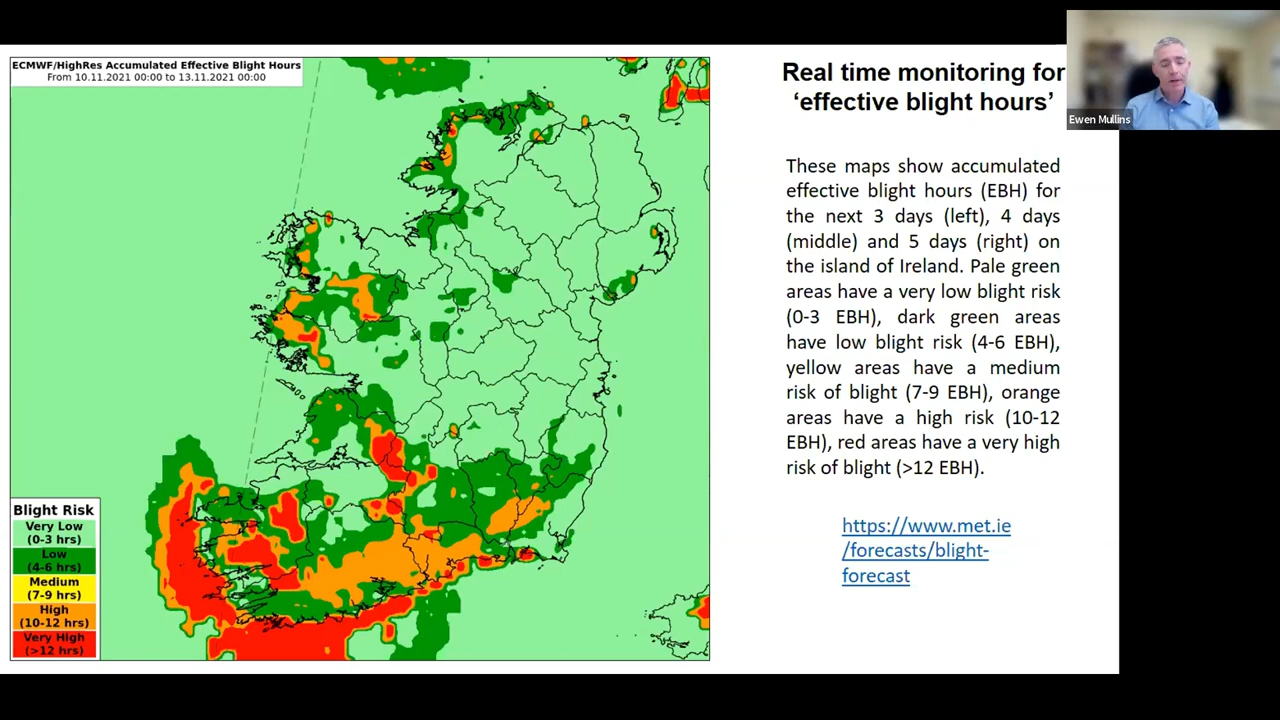 ECMWF/HighRes Accumulated Effective Blight Hours
From 10.11.2021 00:00 to 13.11.2021 00:00
Blight Risk
Very Low
(0-3 hrs)
Low
(4-6 hrs)
Medium
(7-9 hrs)
High
(10-12 hrs)
Very High
(>12 hrs)
Real time monitoring for
‘effective blight hours’
These maps show accumulated
effective blight hours (EBH) for
the next 3 days (left), 4 days
(middle) and 5 days (right) on
the island of Ireland. Pale green
areas have a very low blight risk
(0-3 EBH), dark green areas
have low blight risk (4-6 EBH),
yellow areas have a medium
risk of blight (7-9 EBH), orange
areas have a high risk (10-12
EBH), red areas have a very high
risk of blight (>12 EBH).
https://www.met.ie
/forecasts/blight-
forecast
Ewen Mullins